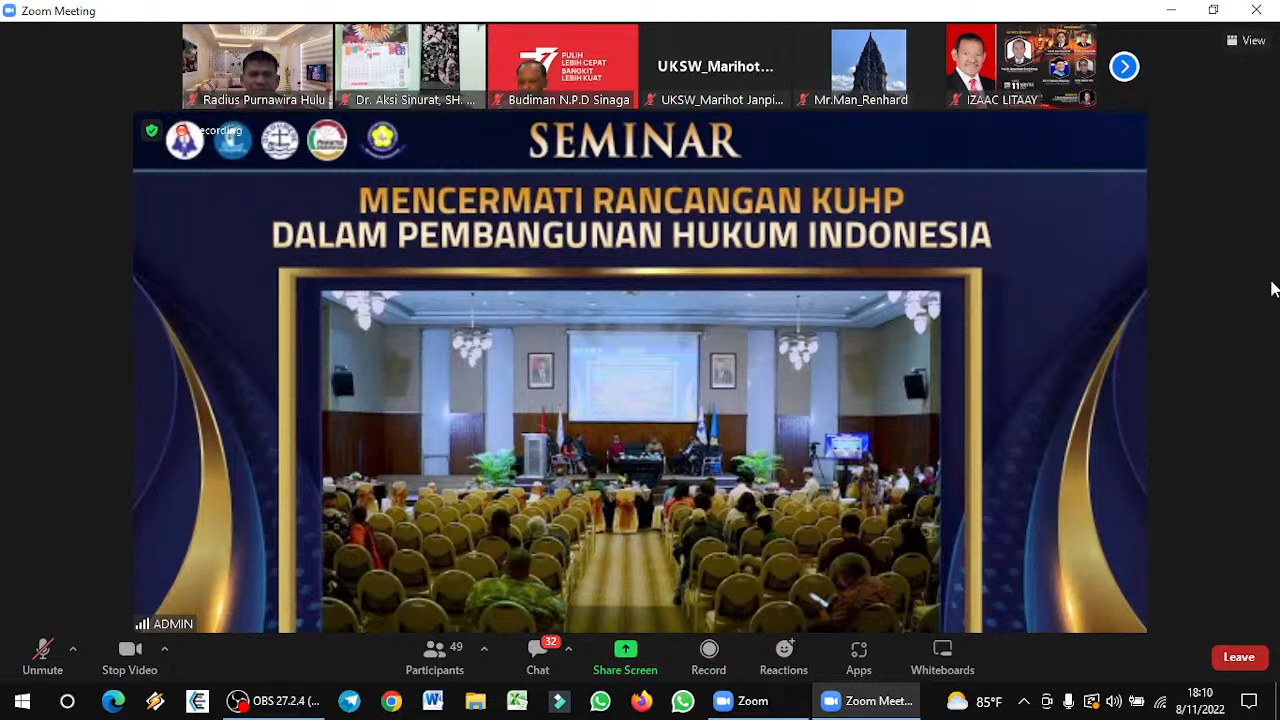 Zoom Meeting
View
PULIH
LEBIH CEPAT
BANGKIT
LEBIH KUAT
UKSW_Marihot...
Radius Purnawira Hulu
Dr. Aksi Sinurat, SH. ...
Budiman N.P.D Sinaga
UKSW_Marihot Janpi...
Mr.Man_Renhard
IZAAC LITAAY
Recording
SEMINAR
MENCERMATI RANCANGAN KUHP
DALAM PEMBANGUNAN HUKUM INDONESIA
ADMIN
49
32
Unmute
Stop Video
Participants
Chat
Share Screen
Record
Reactions
Apps
Whiteboards
Leave
OBS 27.2.4 (...
Zoom
Zoom Meet...
85°F
18:10
8/11/2022